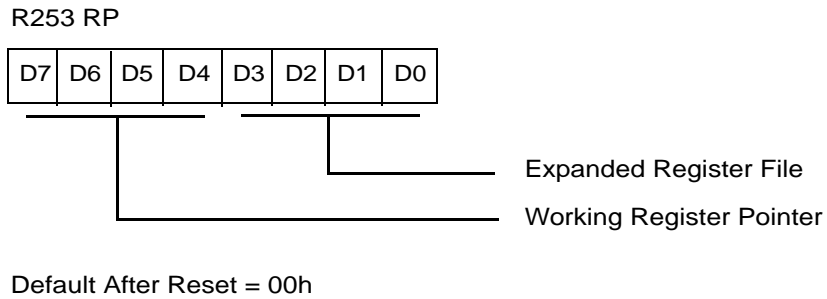 R253 RP
D7 D6 D5 D4 D3 D2 D1 D0
Expanded Register File
Working Register Pointer
Default After Reset = 00h